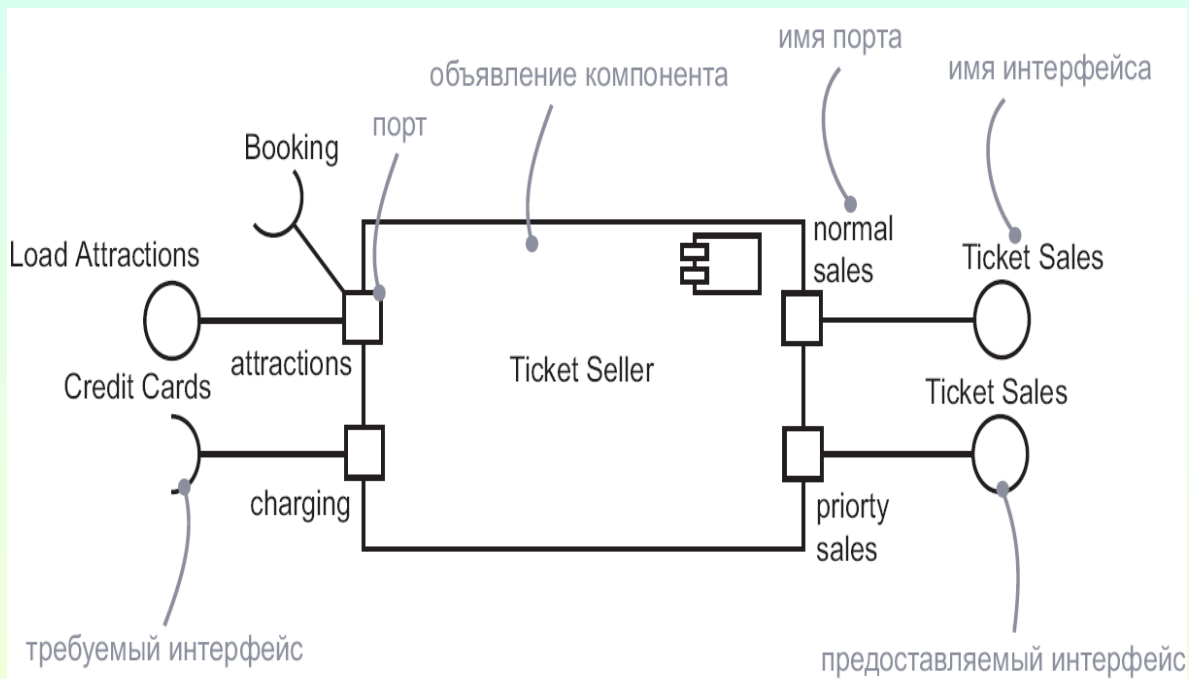 имя порта
объявление компонента
имя интерфейса
порт
Booking
normal
sales
Load Attractions
Ticket Sales
attractions
Ticket Seller
Credit Cards
Ticket Sales
charging
priorty
sales
требуемый интерфейс
предоставляемый интерфейс